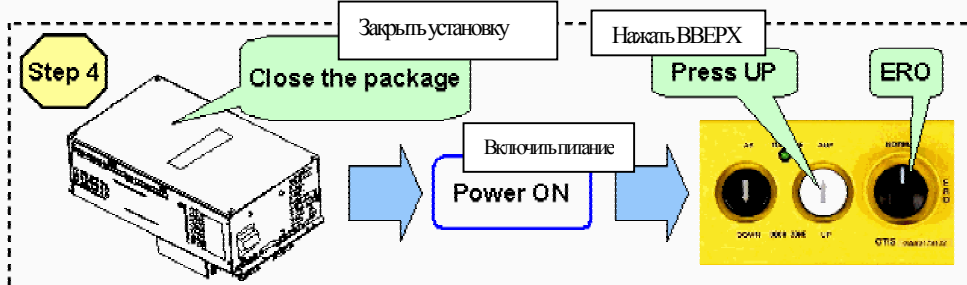 Step 4
Закрыть установку
Close the package
Включить питание
Power ON
Нажать ВВЕРХ
Press UP
ERO
DOWN
UP
OTIS